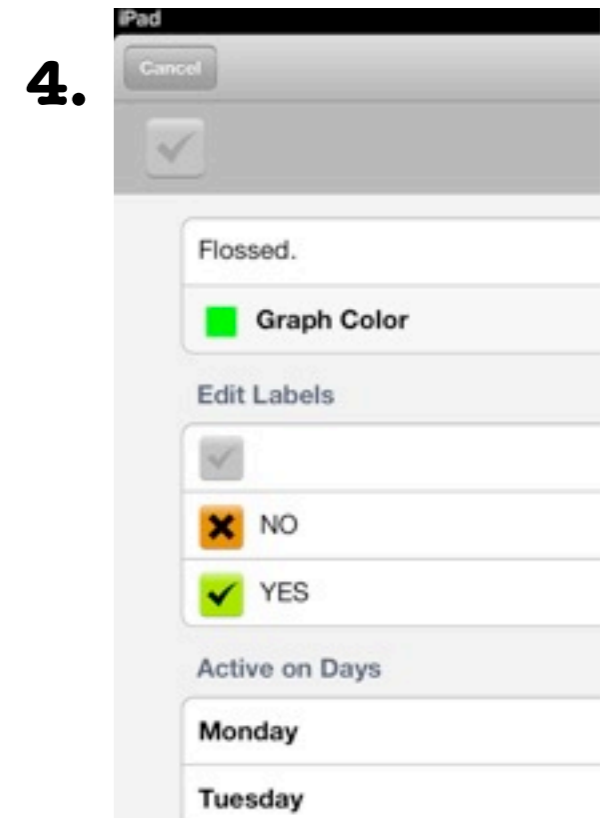 iPad
4.
Cancel
Flossed.
Graph Color
Edit Labels
NO
YES
Active on Days
Monday
Tuesday